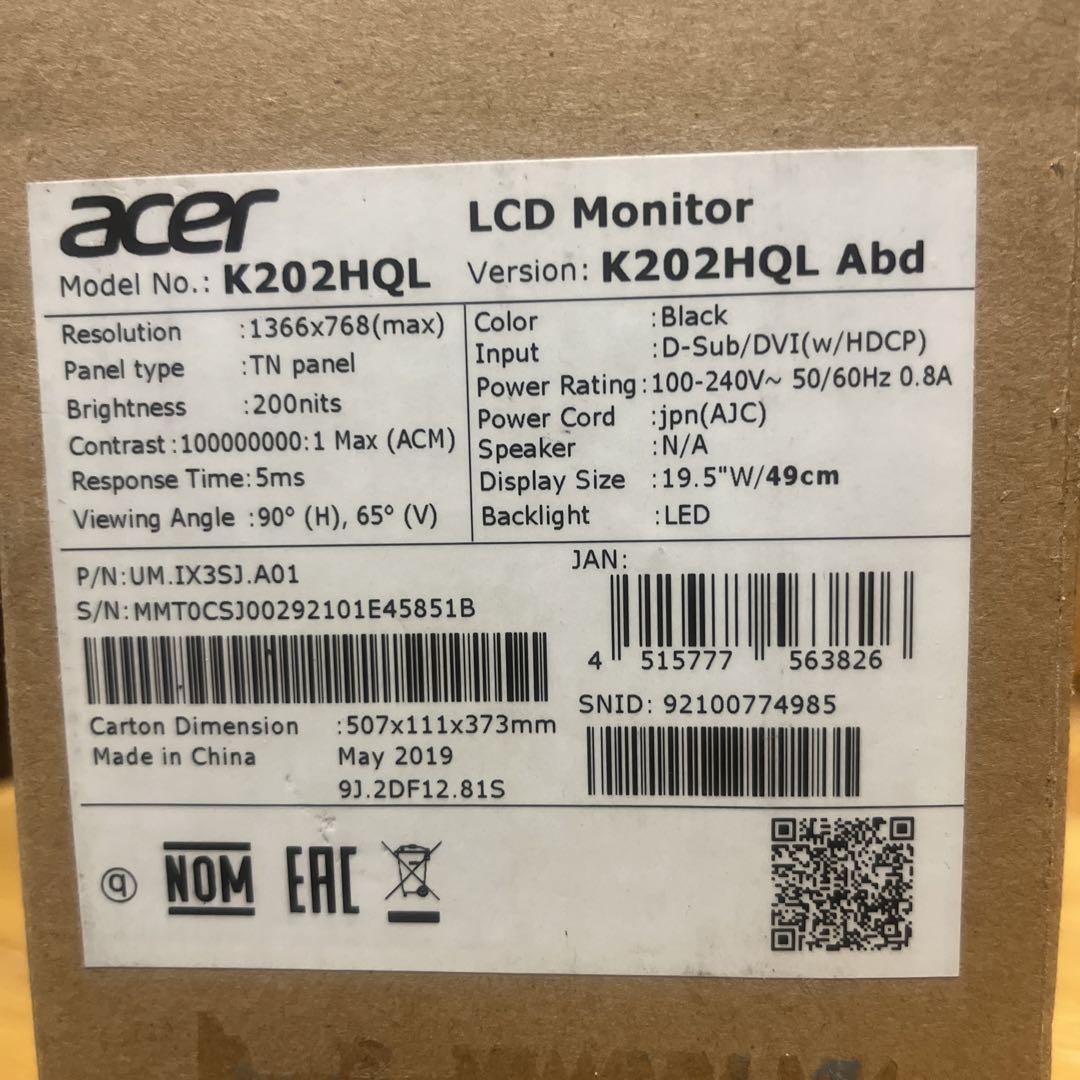 acer
LCD Monitor
Model No.: K202HQL
Version: K202HQL Abd
Resolution :1366x768(max)
Panel type :TN panel
Brightness :200nits
Contrast :100000000:1 Max (ACM)
Response Time:5ms
Viewing Angle :90° (H), 65° (V)
Color :Black
Input :D-Sub/DVI(w/HDCP)
Power Rating:100-240V~ 50/60Hz 0.8A
Power Cord :jpn(AJC)
Speaker :N/A
Display Size :19.5"W/49cm
Backlight :LED
P/N:UM.IX3SJ.A01
S/N:MMT0CSJ00292101E45851B
JAN:
4 515777 563826
SNID: 92100774985
Carton Dimension :507x111x373mm
Made in China May 2019
9J.2DF12.81S
q NOM EAC